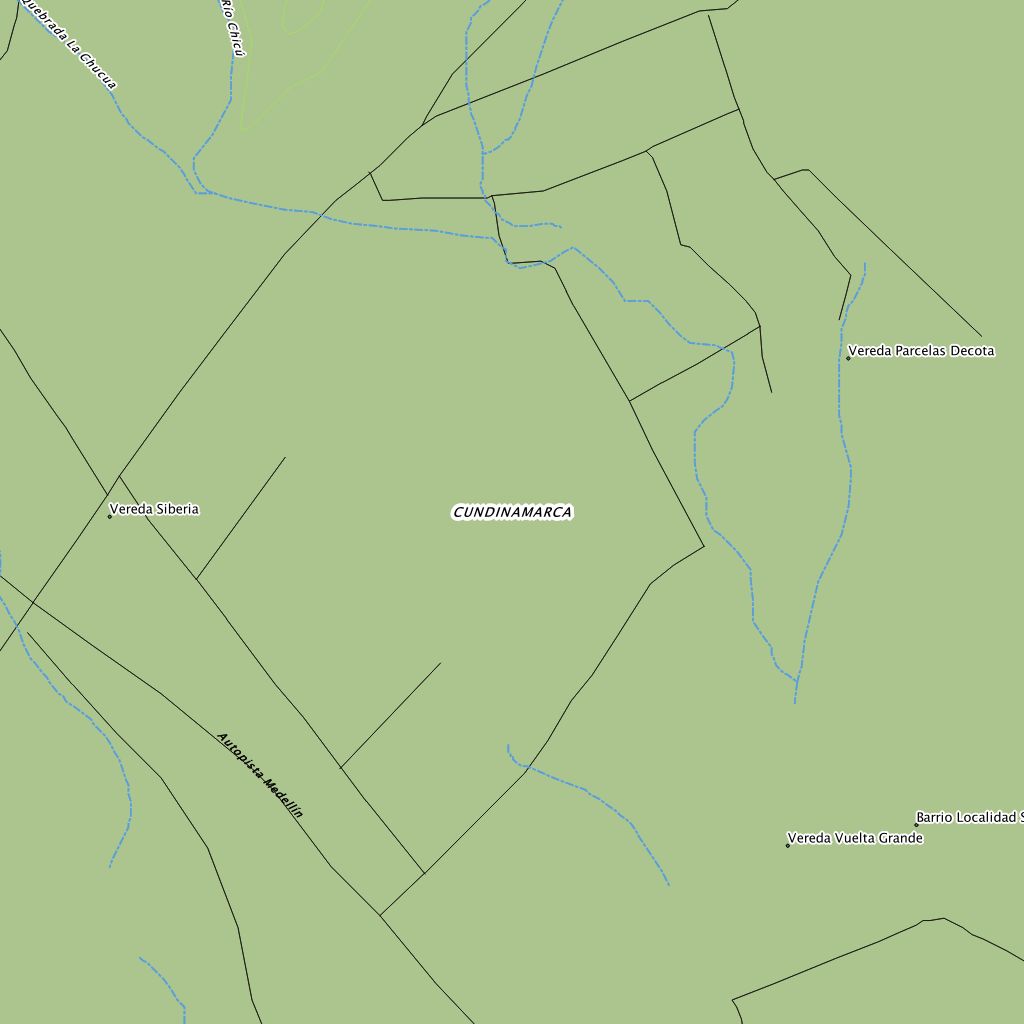 Quebrada La Chucua
Río Chicú
Vereda Parcelas Decota
Vereda Siberia
CUNDINAMARCA
Autopista Medellín
Barrio Localidad S
Vereda Vuelta Grande